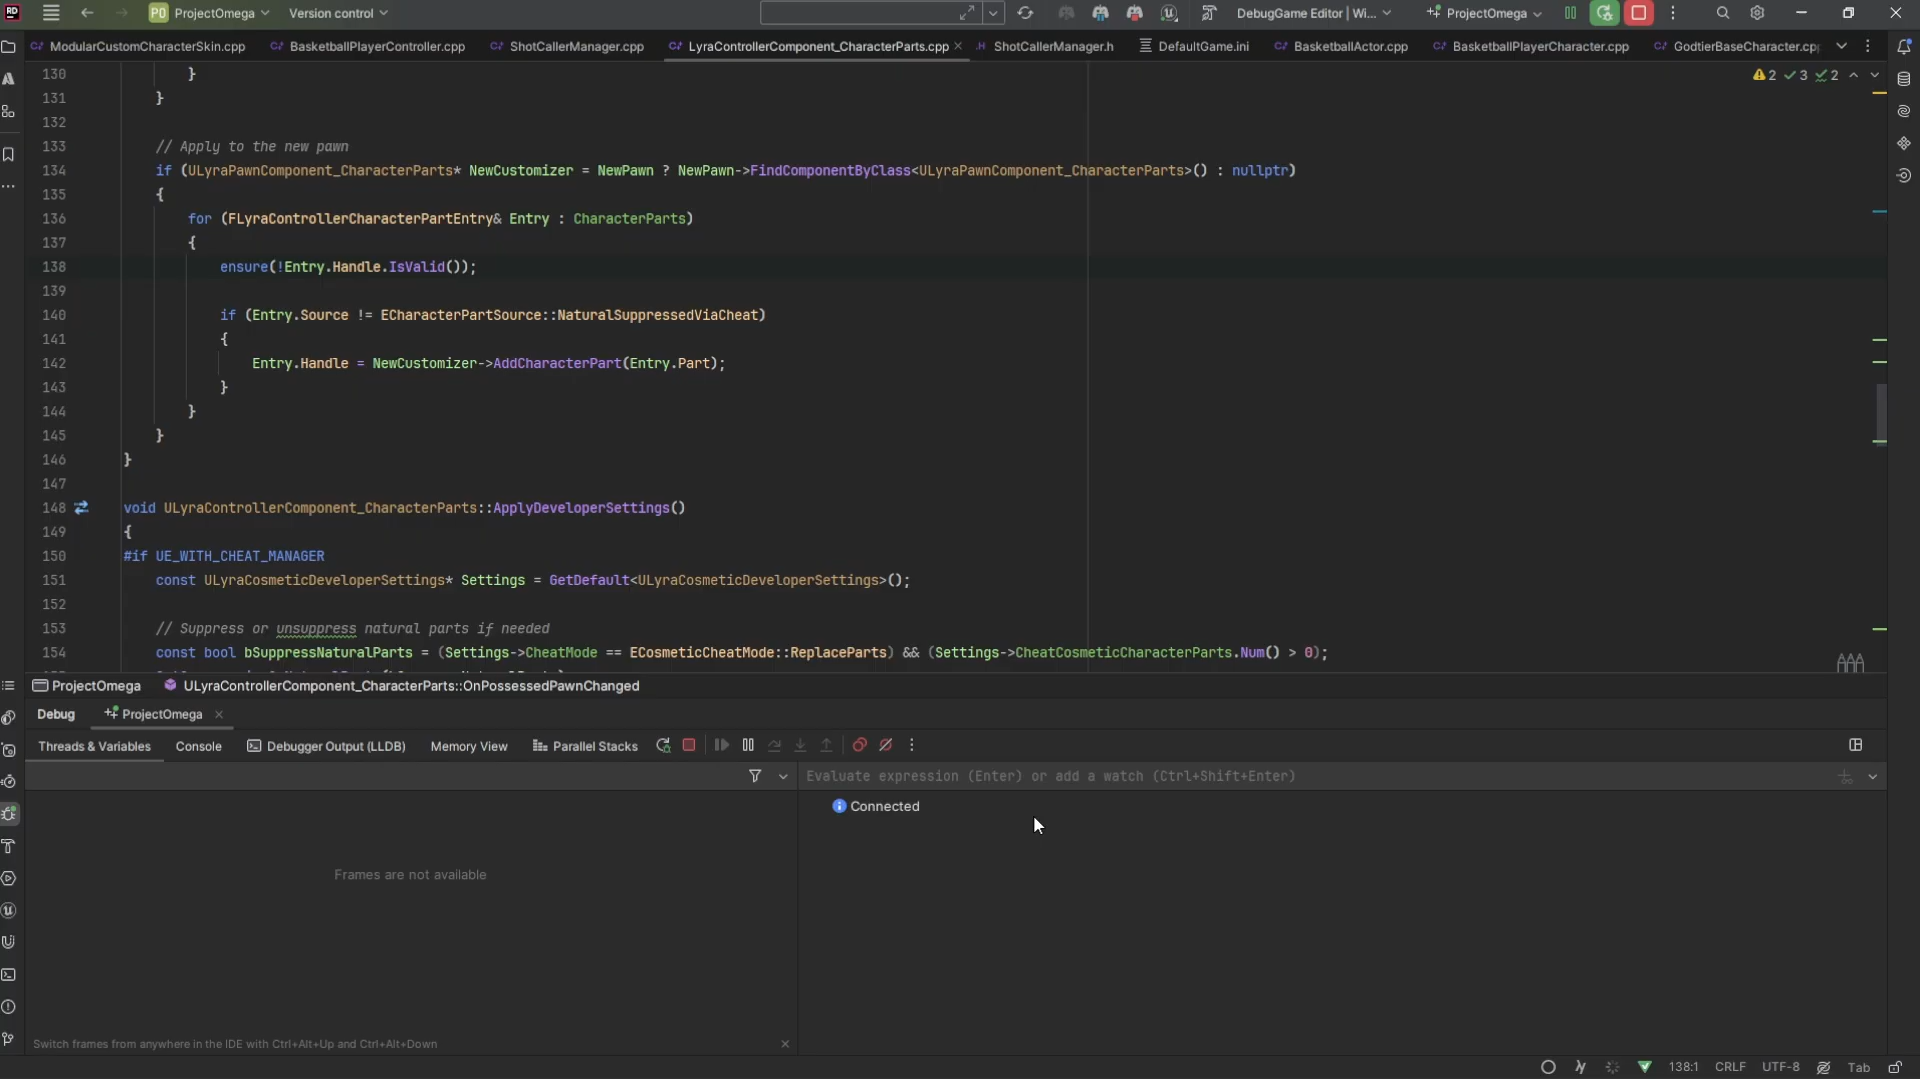 RD
PO ProjectOmega
Version control
DebugGame Editor | Wi...
ProjectOmega
C++ ModularCustomCharacterSkin.cpp
C++ BasketballPlayerController.cpp
C++ ShotCallerManager.cpp
C++ LyraControllerComponent_CharacterParts.cpp
.H ShotCallerManager.h
DefaultGame.ini
C++ BasketballActor.cpp
C++ BasketballPlayerCharacter.cpp
C++ GodtierBaseCharacter.cpp
2 3 2
130 }
131 }
132
133 // Apply to the new pawn
134 if (ULyraPawnComponent_CharacterParts* NewCustomizer = NewPawn ? NewPawn->FindComponentByClass<ULyraPawnComponent_CharacterParts>() : nullptr)
135 {
136 for (FLyraControllerCharacterPartEntry& Entry : CharacterParts)
137 {
138 ensure(!Entry.Handle.IsValid());
139
140 if (Entry.Source != ECharacterPartSource::NaturalSuppressedViaCheat)
141 {
142 Entry.Handle = NewCustomizer->AddCharacterPart(Entry.Part);
143 }
144 }
145 }
146 }
147
148 void ULyraControllerComponent_CharacterParts::ApplyDeveloperSettings()
149 {
150 #if UE_WITH_CHEAT_MANAGER
151 const ULyraCosmeticDeveloperSettings* Settings = GetDefault<ULyraCosmeticDeveloperSettings>();
152
153 // Suppress or unsuppress natural parts if needed
154 const bool bSuppressNaturalParts = (Settings->CheatMode == ECosmeticCheatMode::ReplaceParts) && (Settings->CheatCosmeticCharacterParts.Num() > 0);
ProjectOmega ULyraControllerComponent_CharacterParts::OnPossessedPawnChanged
Debug ProjectOmega
Threads & Variables Console Debugger Output (LLDB) Memory View Parallel Stacks
Evaluate expression (Enter) or add a watch (Ctrl+Shift+Enter)
Connected
Frames are not available
Switch frames from anywhere in the IDE with Ctrl+Alt+Up and Ctrl+Alt+Down
138:1 CRLF UTF-8 Tab